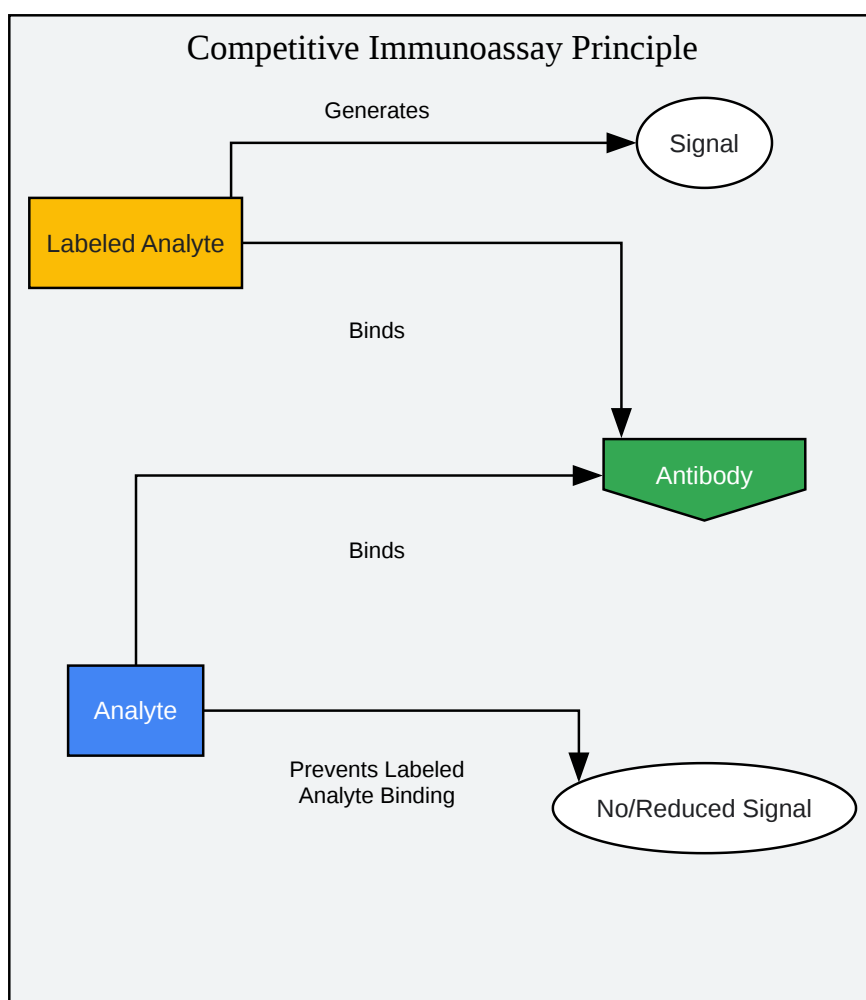 Competitive Immunoassay Principle
Generates
Signal
Labeled Analyte
Binds
Antibody
Binds
Analyte
Prevents Labeled
Analyte Binding
No/Reduced Signal